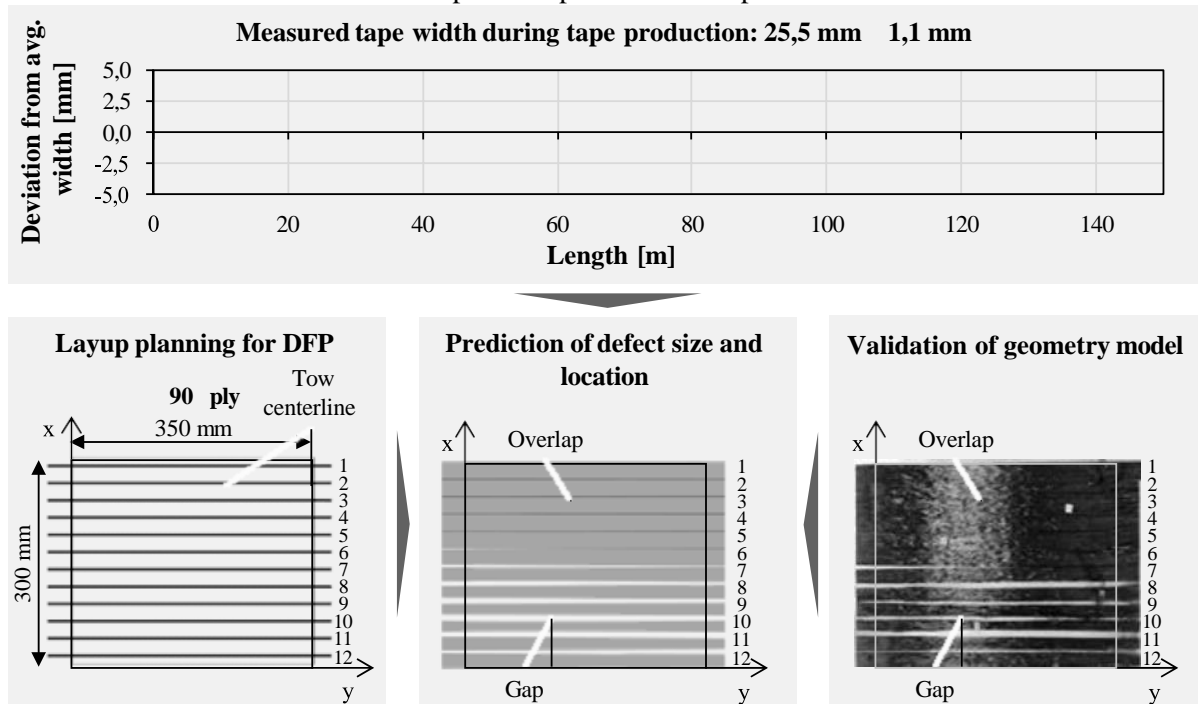 Measured tape width during tape production: 25,5 mm 1,1 mm
Deviation from avg.
width [mm]
5,0
2,5
0,0
-2,5
-5,0
0 20 40 60 80 100 120 140
Length [m]
Layup planning for DFP
90 ply
Tow
centerline
x
350 mm
300 mm
1
2
3
4
5
6
7
8
9
10
11
12
y
Prediction of defect size and
location
x
Overlap
1
2
3
4
5
6
7
8
9
10
11
12
Gap
y
Validation of geometry model
x
Overlap
1
2
3
4
5
6
7
8
9
10
11
12
Gap
y